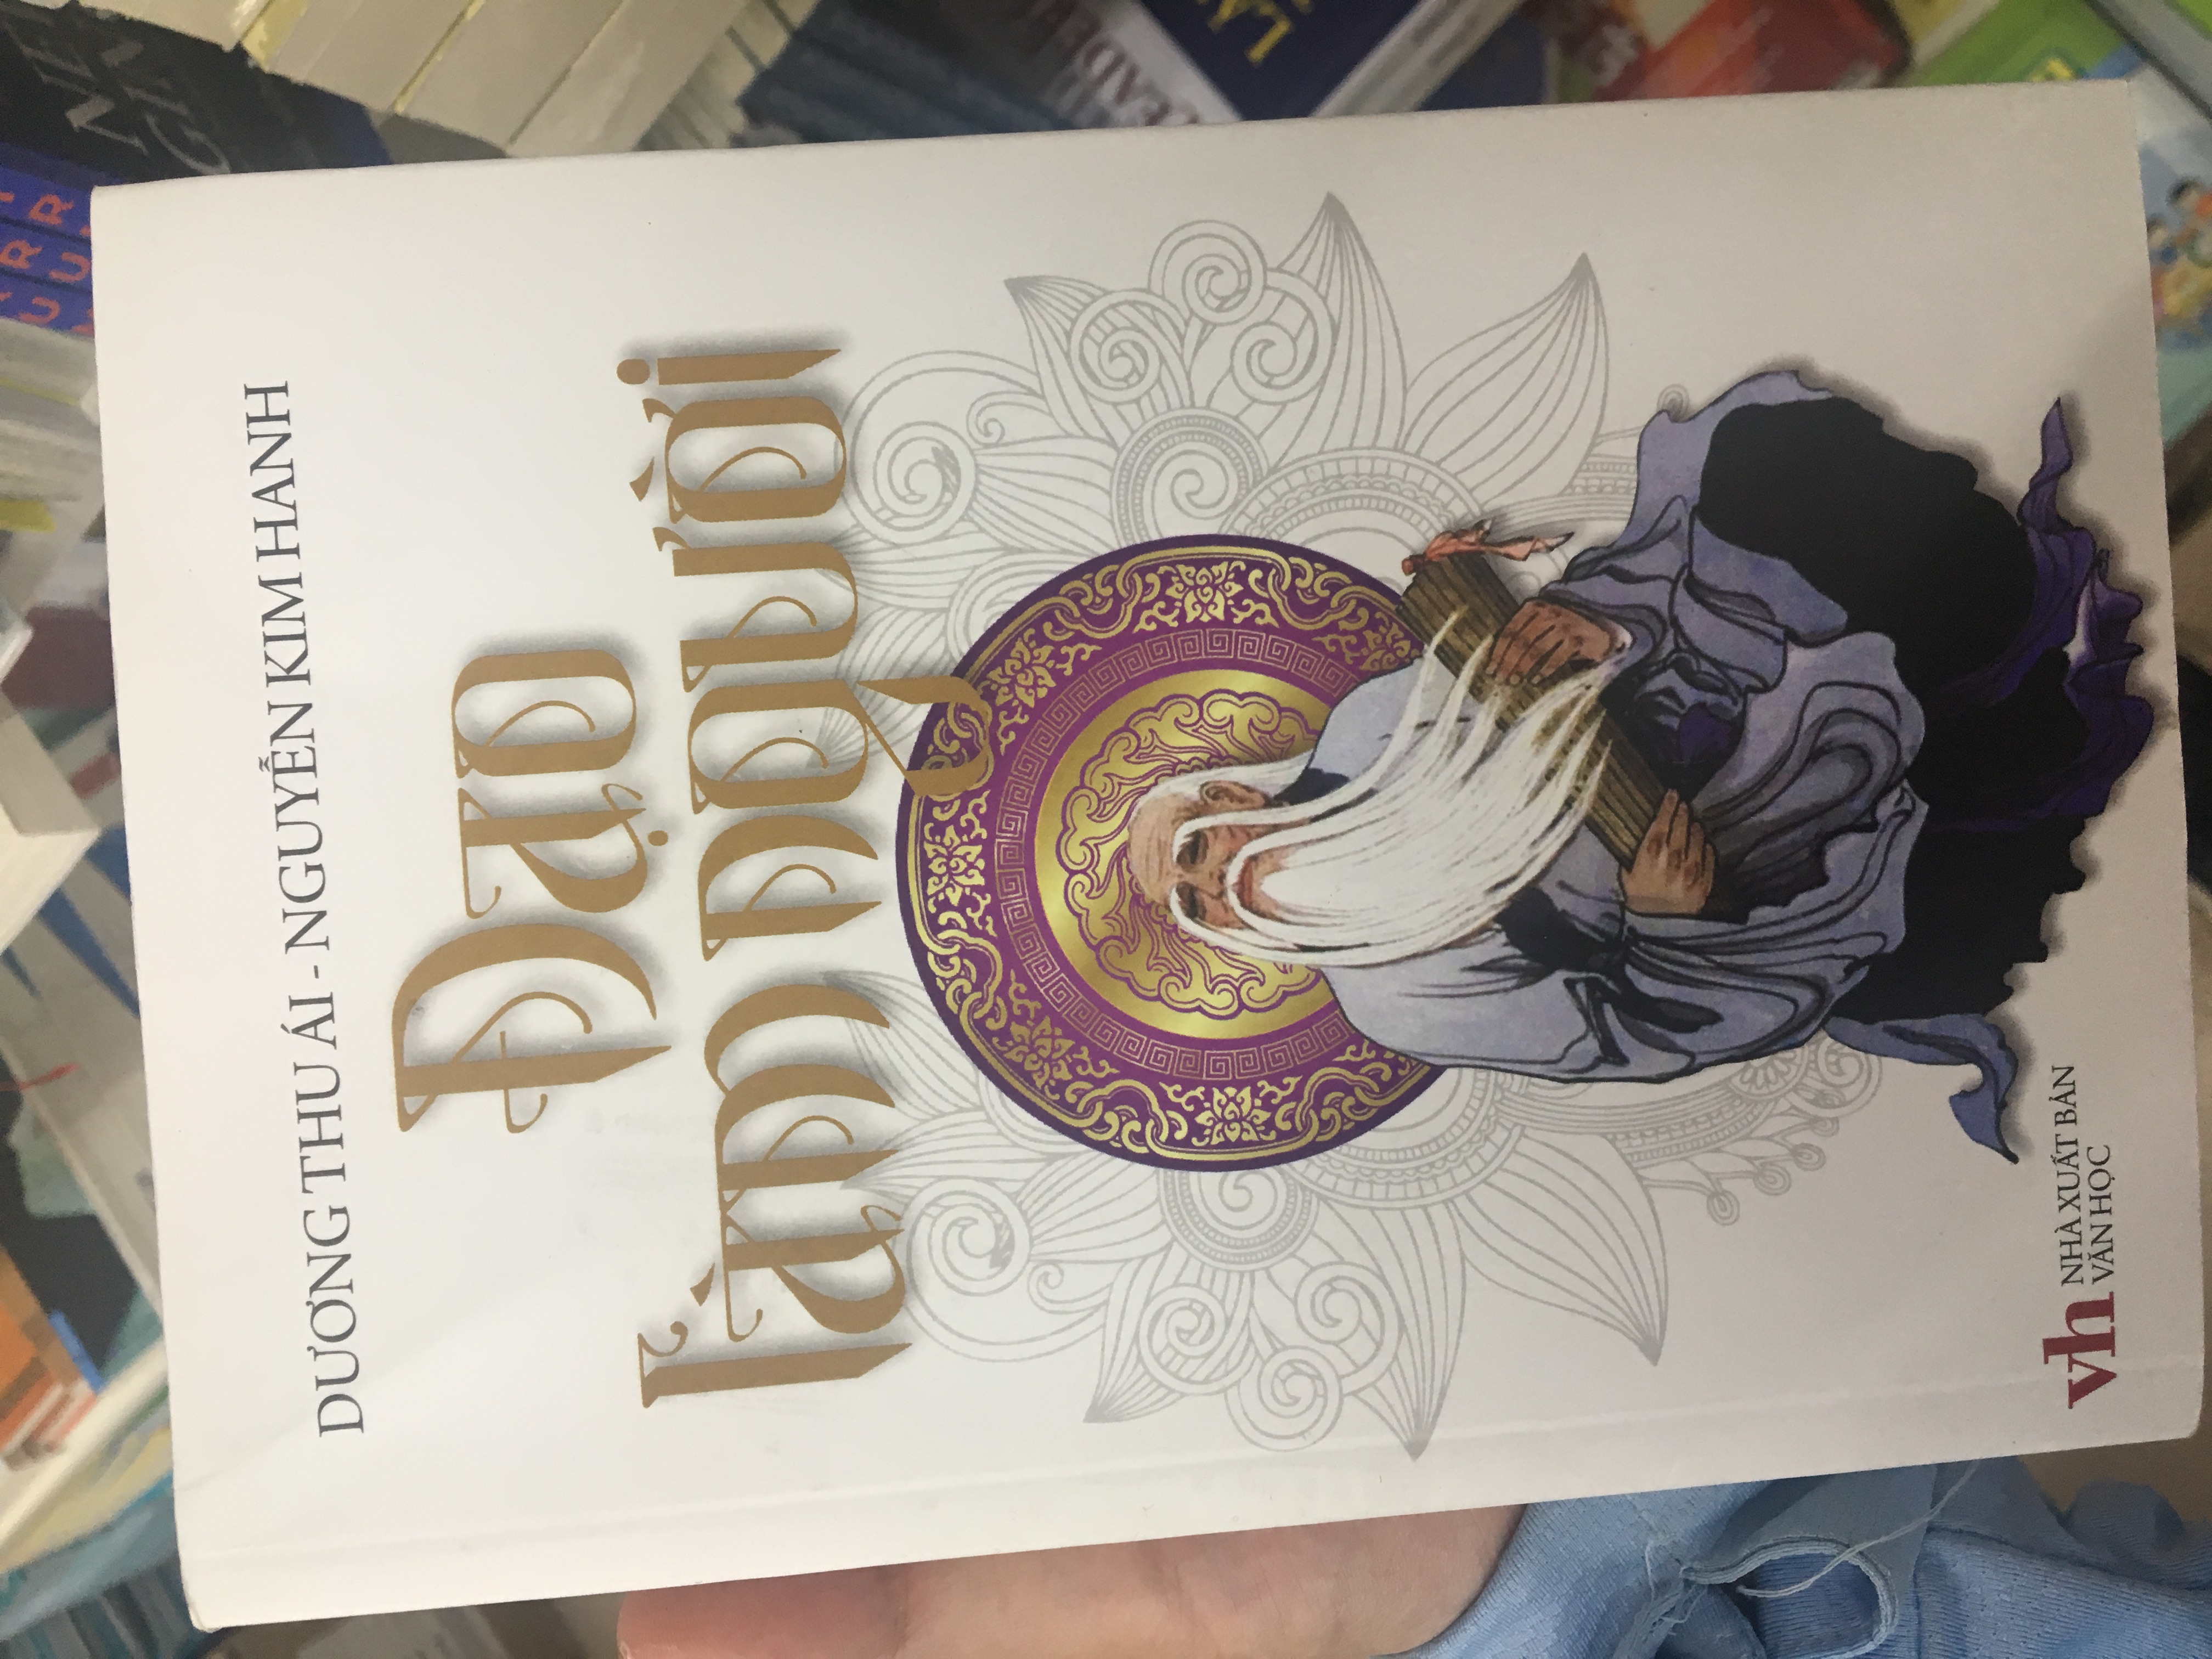 DƯƠNG THU ÁI - NGUYỄN KIM HANH
Đạo
làm người
vh
NHÀ XUẤT BẢN
VĂN HỌC